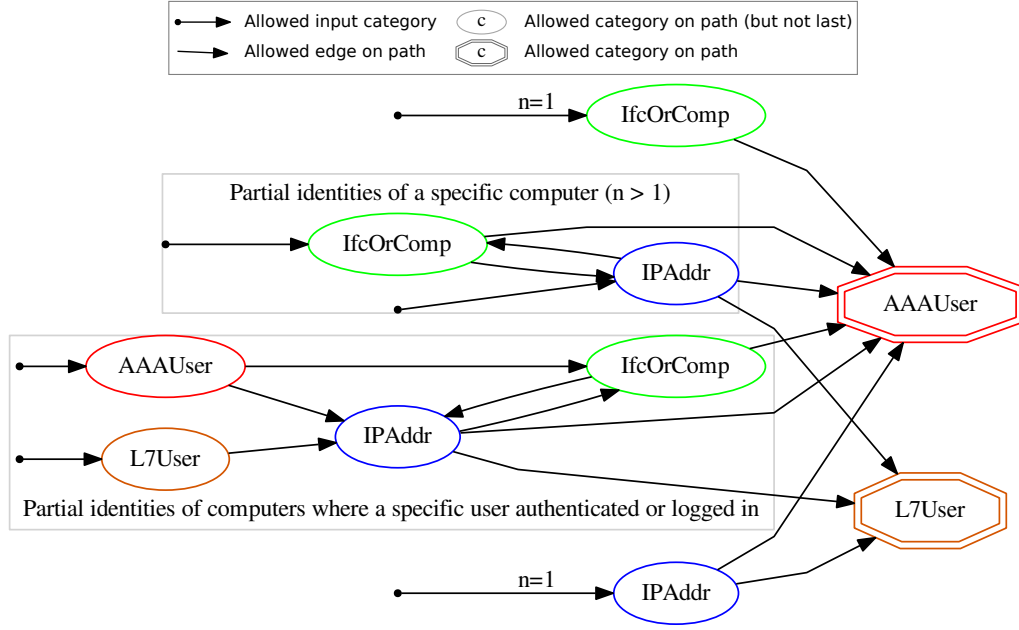 Allowed input category
c
Allowed category on path (but not last)
Allowed edge on path
c
Allowed category on path
n=1
IfcOrComp
Partial identities of a specific computer (n > 1)
IfcOrComp
IPAddr
AAAUser
AAAUser
IfcOrComp
IPAddr
L7User
Partial identities of computers where a specific user authenticated or logged in
L7User
n=1
IPAddr